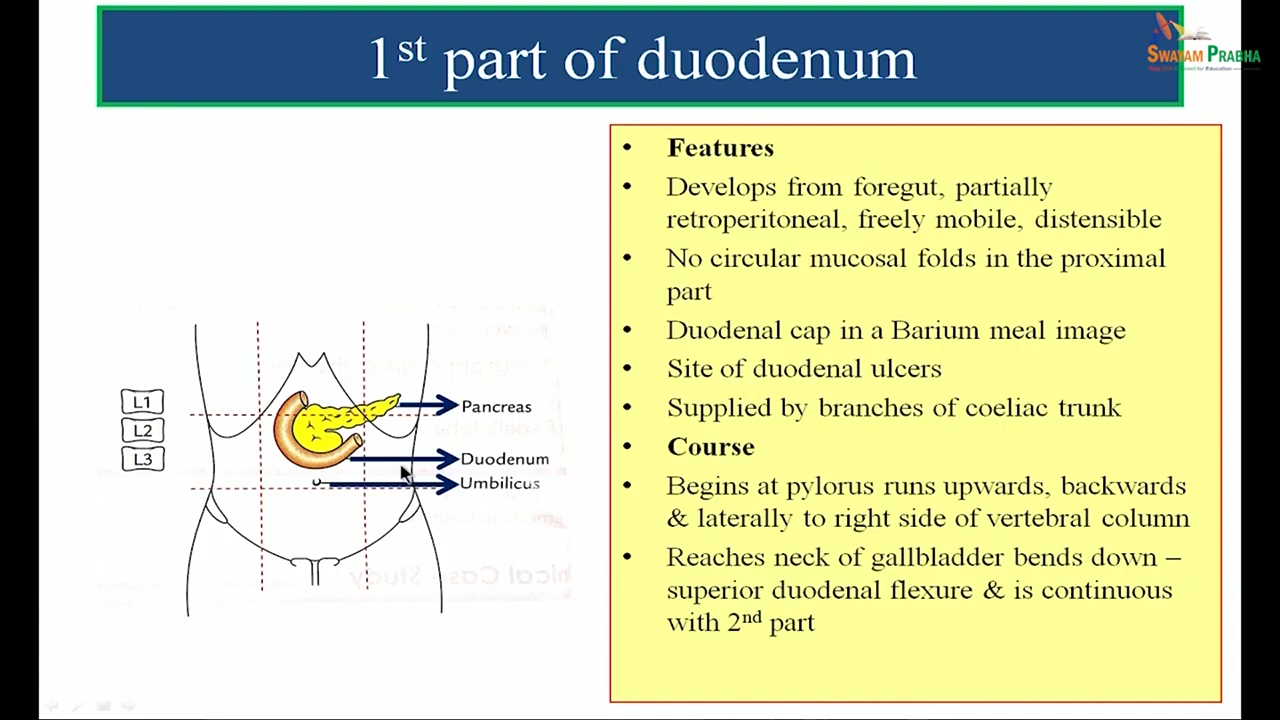 1st part of duodenum
SWAYAM PRABHA
L1
L2
L3
Pancreas
Duodenum
Umbilicus
• Features
• Develops from foregut, partially
retroperitoneal, freely mobile, distensible
• No circular mucosal folds in the proximal
part
• Duodenal cap in a Barium meal image
• Site of duodenal ulcers
• Supplied by branches of coeliac trunk
• Course
• Begins at pylorus runs upwards, backwards
& laterally to right side of vertebral column
• Reaches neck of gallbladder bends down –
superior duodenal flexure & is continuous
with 2nd part